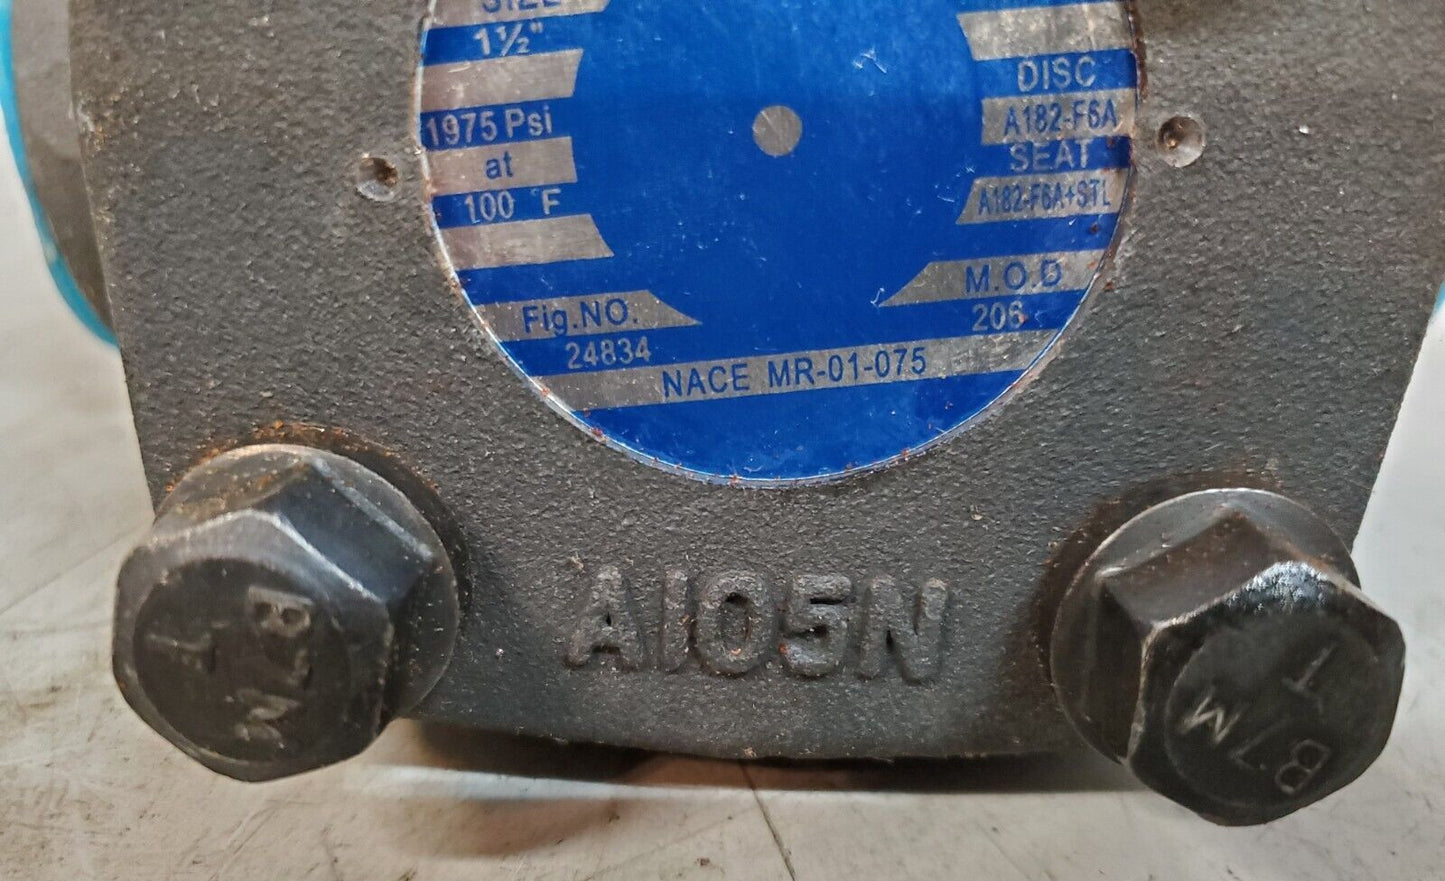 SIZE
1½"
1975 Psi
at
100 °F
DISC
A182-F6A
SEAT
A182-F6A+STL
M.O.D
206
Fig.NO.
24834
NACE MR-01-075
A105N
B7M
T
B7M
T